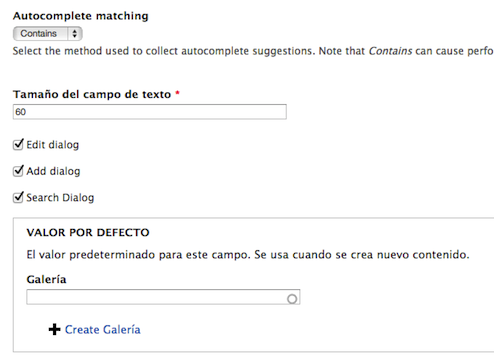 Autocomplete matching
Contains
Select the method used to collect autocomplete suggestions. Note that Contains can cause perfo
Tamaño del campo de texto *
60
Edit dialog
Add dialog
Search Dialog
VALOR POR DEFECTO
El valor predeterminado para este campo. Se usa cuando se crea nuevo contenido.
Galería
Create Galería